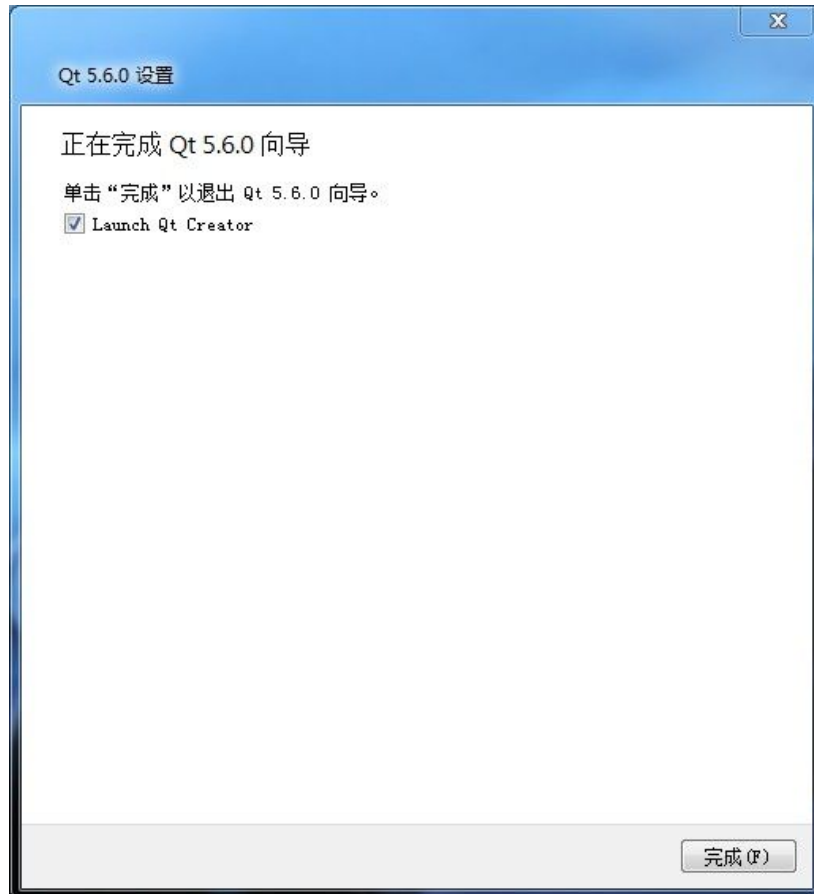 Qt 5.6.0 设置
正在完成 Qt 5.6.0 向导
单击“完成”以退出 Qt 5.6.0 向导。
Launch Qt Creator
完成(F)